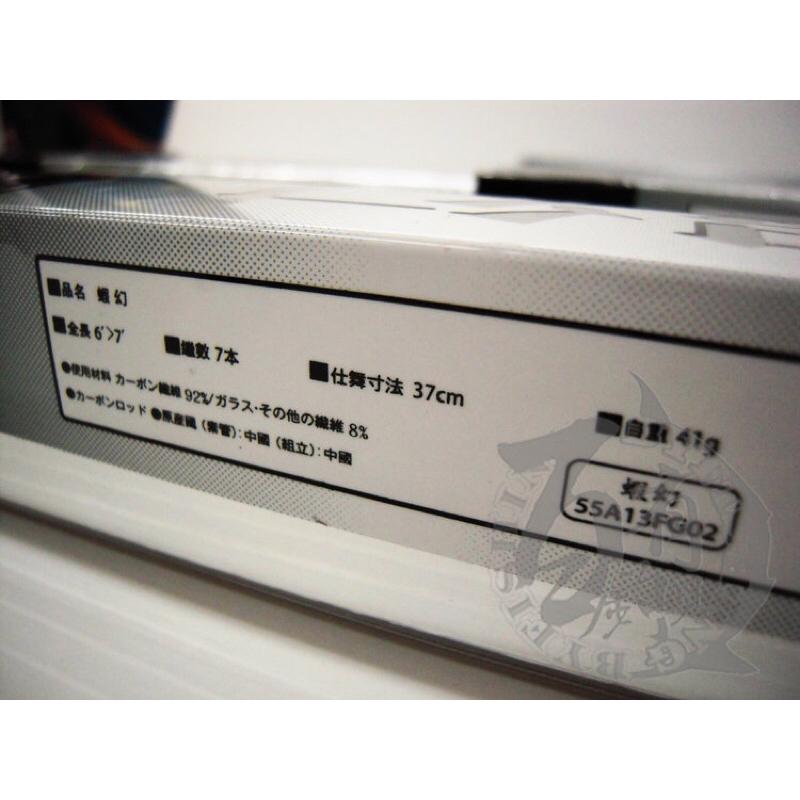 ■品名 蝦幻
■全長 6'>7'
■繼數 7本
■仕舞寸法 37cm
■自重 41g
●使用材料 カーボン繊維 92%/ガラス・その他の繊維 8%
●カーボンロッド ●原産國 (素管):中國 (組立):中國
蝦幻
55A13FG02